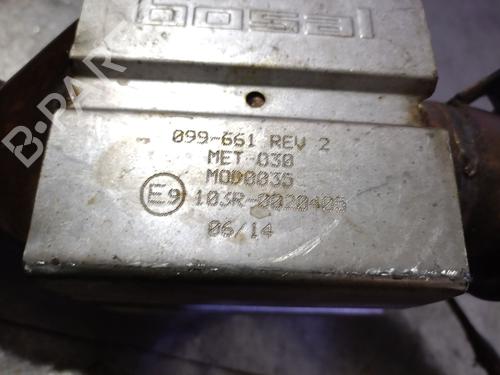 bosal
B-PARTS
099-661 REV 2
MET-030
MOD0035
E9 103R-0020405
06/14